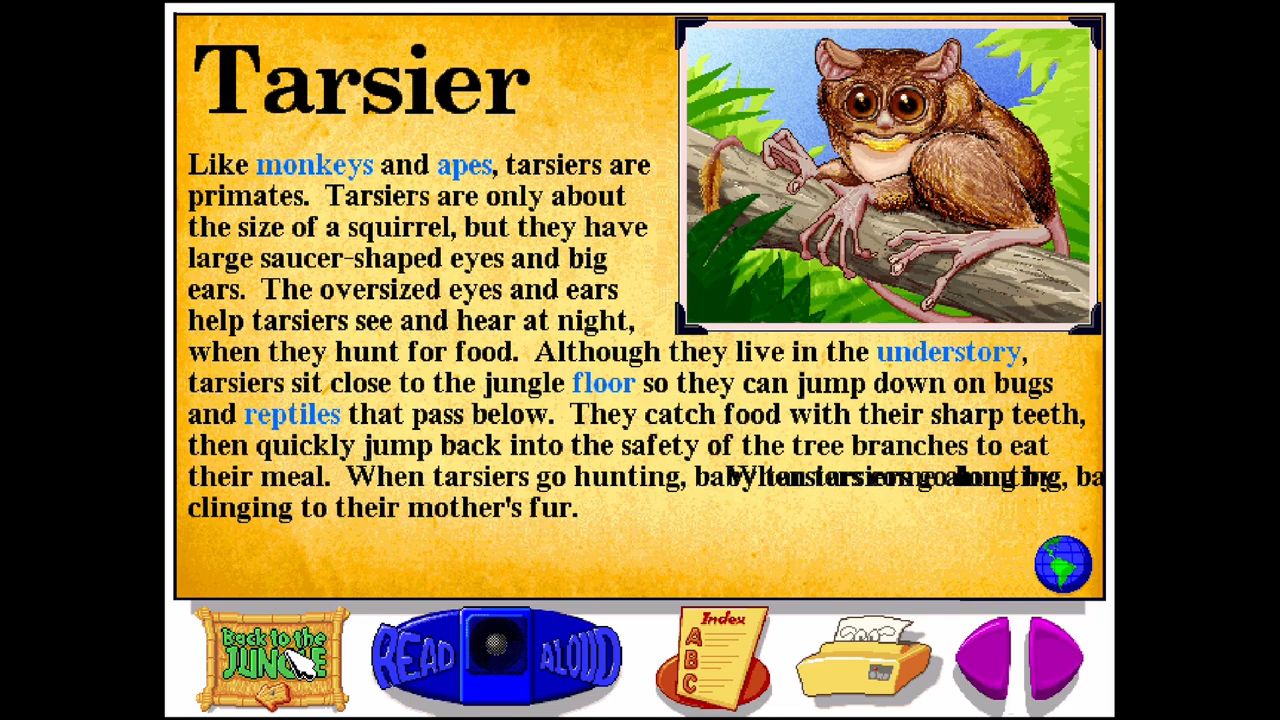 Tarsier
Like monkeys and apes, tarsiers are
primates. Tarsiers are only about
the size of a squirrel, but they have
large saucer-shaped eyes and big
ears. The oversized eyes and ears
help tarsiers see and hear at night,
when they hunt for food. Although they live in the understory,
tarsiers sit close to the jungle floor so they can jump down on bugs
and reptiles that pass below. They catch food with their sharp teeth,
then quickly jump back into the safety of the tree branches to eat
their meal. When tarsiers go hunting,
clinging to their mother's fur.
Back to the
JUNGLE
READ ALOUD
Index
A
B
C